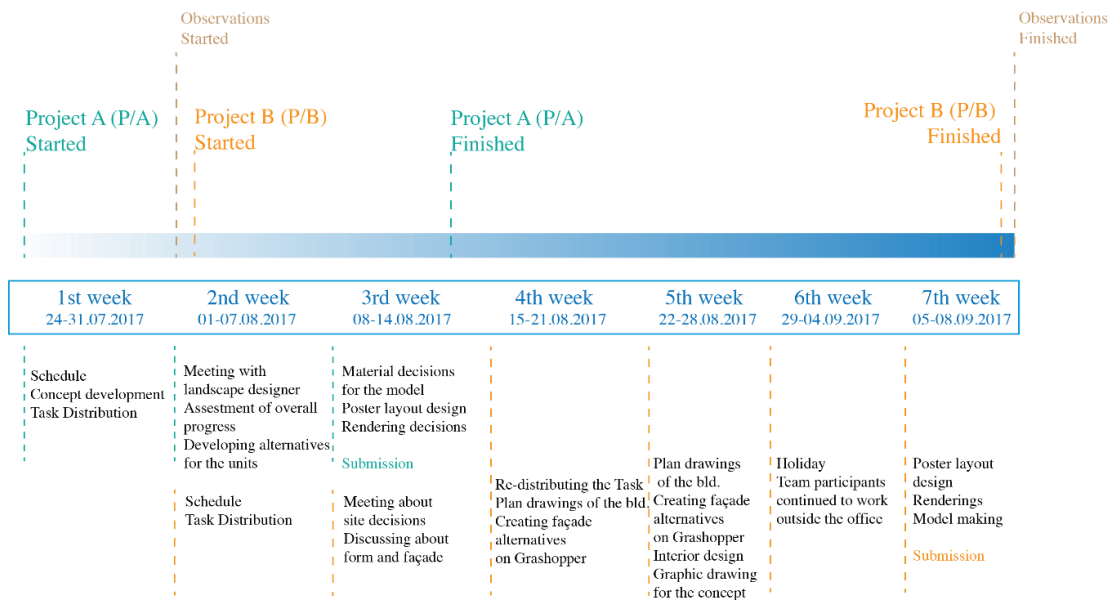 Observations
Started
Observations
Finished
Project A (P/A)
Started
Project B (P/B)
Started
Project A (P/A)
Finished
Project B (P/B)
Finished
1st week
24-31.07.2017
2nd week
01-07.08.2017
3rd week
08-14.08.2017
4th week
15-21.08.2017
5th week
22-28.08.2017
6th week
29-04.09.2017
7th week
05-08.09.2017
Schedule
Concept development
Task Distribution
Meeting with
landscape designer
Assestment of overall
progress
Developing alternatives
for the units
Schedule
Task Distribution
Material decisions
for the model
Poster layout design
Rendering decisions
Submission
Meeting about
site decisions
Discussing about
form and façade
Re-distributing the Task
Plan drawings of the bld.
Creating façade
alternatives
on Grashopper
Plan drawings
of the bld.
Creating façade
alternatives
on Grashopper
Interior design
Graphic drawing
for the concept
Holiday
Team participants
continued to work
outside the office
Poster layout
design
Renderings
Model making
Submission